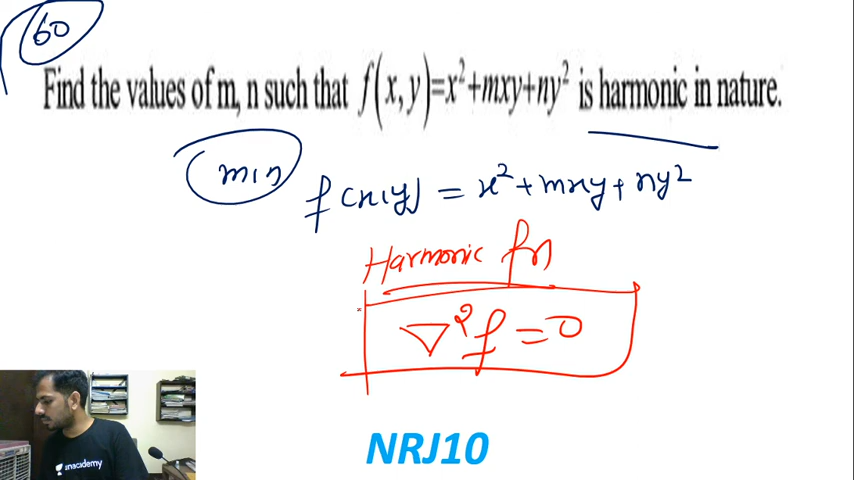 60
Find the values of m, n such that f(x, y)=x²+mxy+ny² is harmonic in nature.
m, n
f(x,y) = x²+mxy+ny²
Harmonic fn
∇²f=0
unacademy
NRJ10